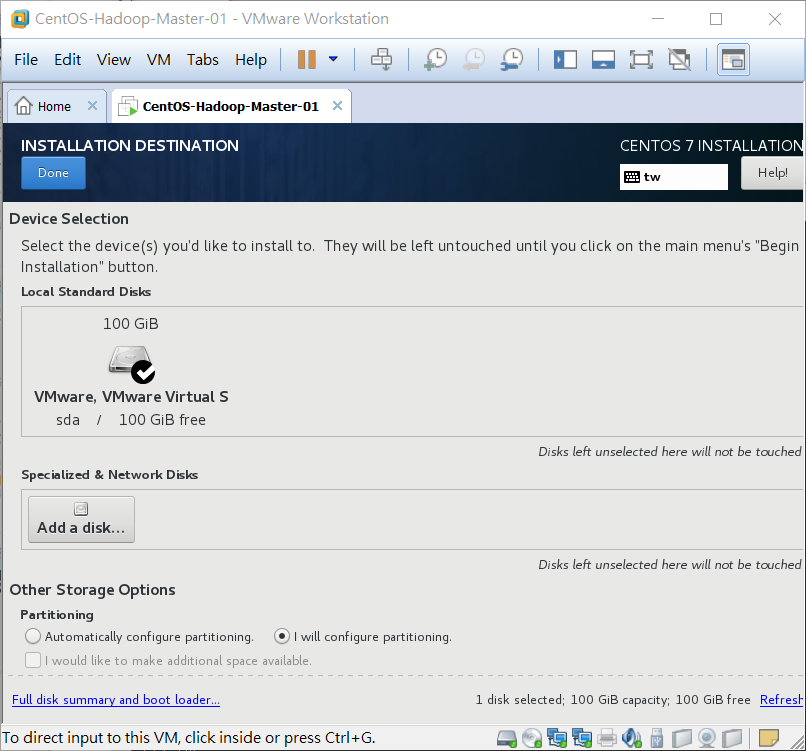 CentOS-Hadoop-Master-01 - VMware Workstation
File Edit View VM Tabs Help
Home CentOS-Hadoop-Master-01
INSTALLATION DESTINATION
CENTOS 7 INSTALLATION
Done
tw
Help!
Device Selection
Select the device(s) you'd like to install to. They will be left untouched until you click on the main menu's "Begin
Installation" button.
Local Standard Disks
100 GiB
VMware, VMware Virtual S
sda / 100 GiB free
Disks left unselected here will not be touched
Specialized & Network Disks
Add a disk...
Disks left unselected here will not be touched
Other Storage Options
Partitioning
Automatically configure partitioning. I will configure partitioning.
I would like to make additional space available.
Full disk summary and boot loader... 1 disk selected; 100 GiB capacity; 100 GiB free Refresh
To direct input to this VM, click inside or press Ctrl+G.